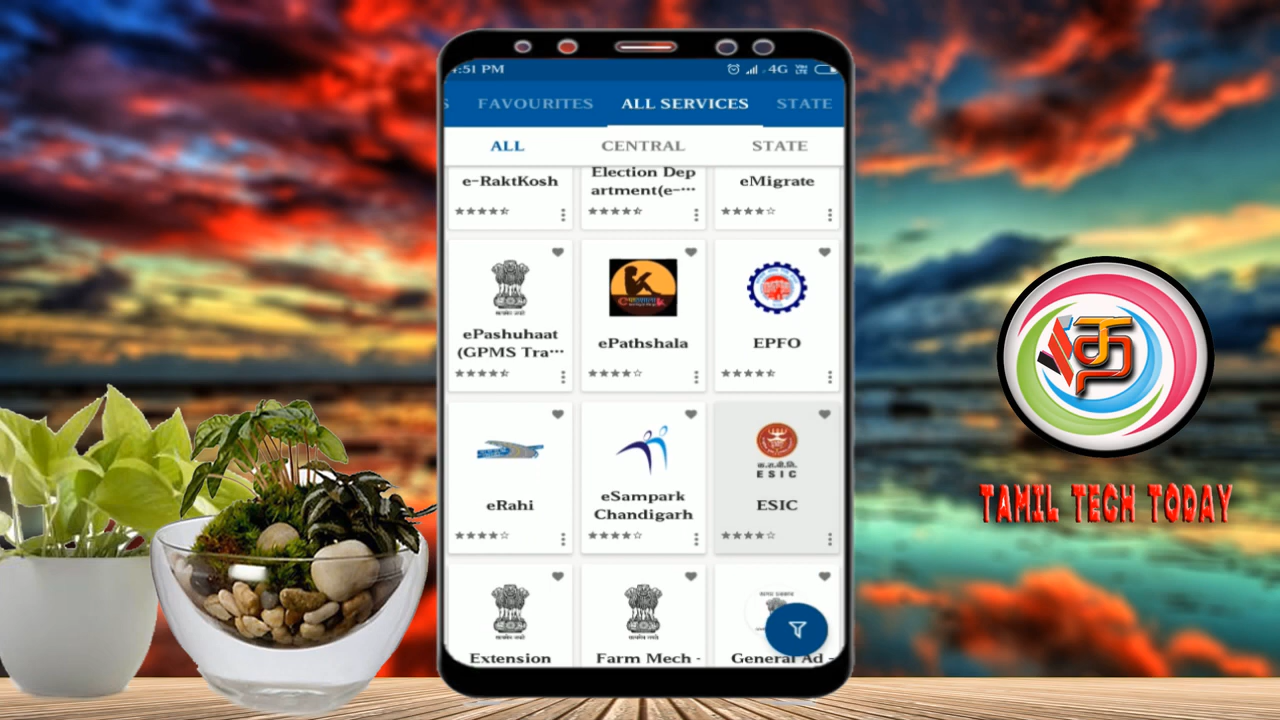 :51 PM
4G
S
FAVOURITES
ALL SERVICES
STATE
ALL
CENTRAL
STATE
e-RaktKosh
Election Dep
artment(e-···
eMigrate
ePashuhaat
(GPMS Tra···
ePathshala
EPFO
eRahi
eSampark
Chandigarh
क.रा.बी.नि.
ESIC
ESIC
Extension
Farm Mech -
General Ad -
TAMIL TECH TODAY